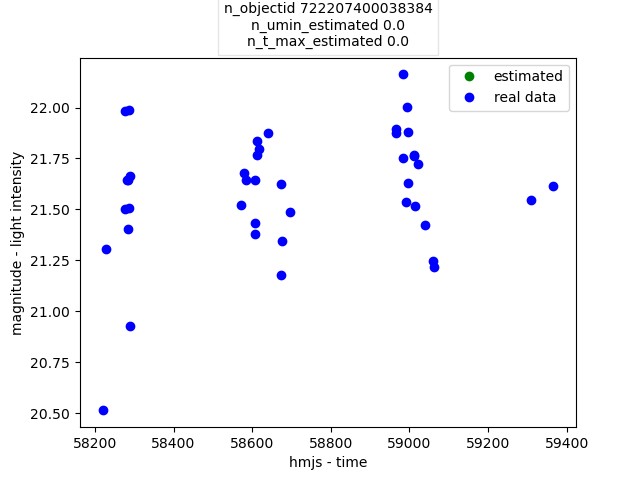 n_objectid 722207400038384
n_umin_estimated 0.0
n_t_max_estimated 0.0
estimated
real data
22.00
21.75
21.50
21.25
21.00
20.75
20.50
magnitude - light intensity
58200 58400 58600 58800 59000 59200 59400
hmjs - time